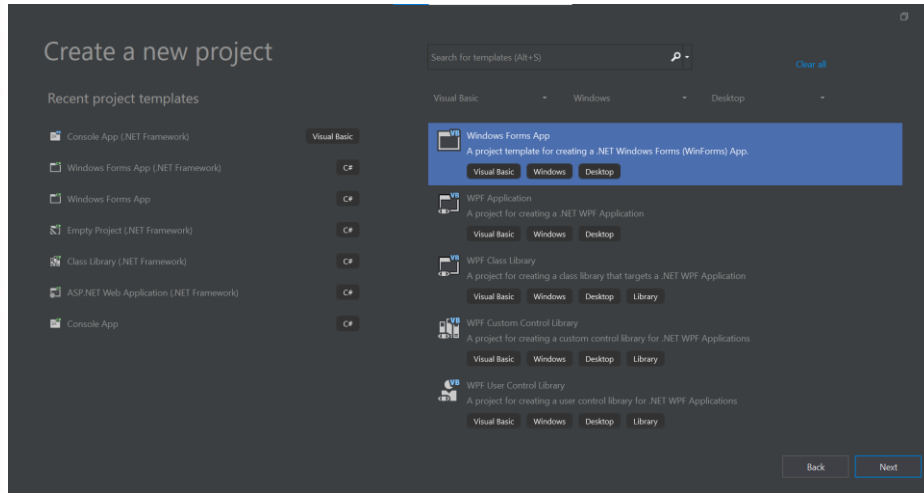 Create a new project
Recent project templates
Console App (.NET Framework) Visual Basic
Windows Forms App (.NET Framework) C#
Windows Forms App C#
Empty Project (.NET Framework) C#
Class Library (.NET Framework) C#
ASP.NET Web Application (.NET Framework) C#
Console App C#
Search for templates (Alt+S)
Clear all
Visual Basic Windows Desktop
VB
Windows Forms App
A project template for creating a .NET Windows Forms (WinForms) App.
Visual Basic Windows Desktop
VB
WPF Application
A project for creating a .NET WPF Application
Visual Basic Windows Desktop
VB
WPF Class Library
A project for creating a class library that targets a .NET WPF Application
Visual Basic Windows Desktop Library
VB
WPF Custom Control Library
A project for creating a custom control library for .NET WPF Applications
Visual Basic Windows Desktop Library
VB
WPF User Control Library
A project for creating a user control library for .NET WPF Applications
Visual Basic Windows Desktop Library
Back Next